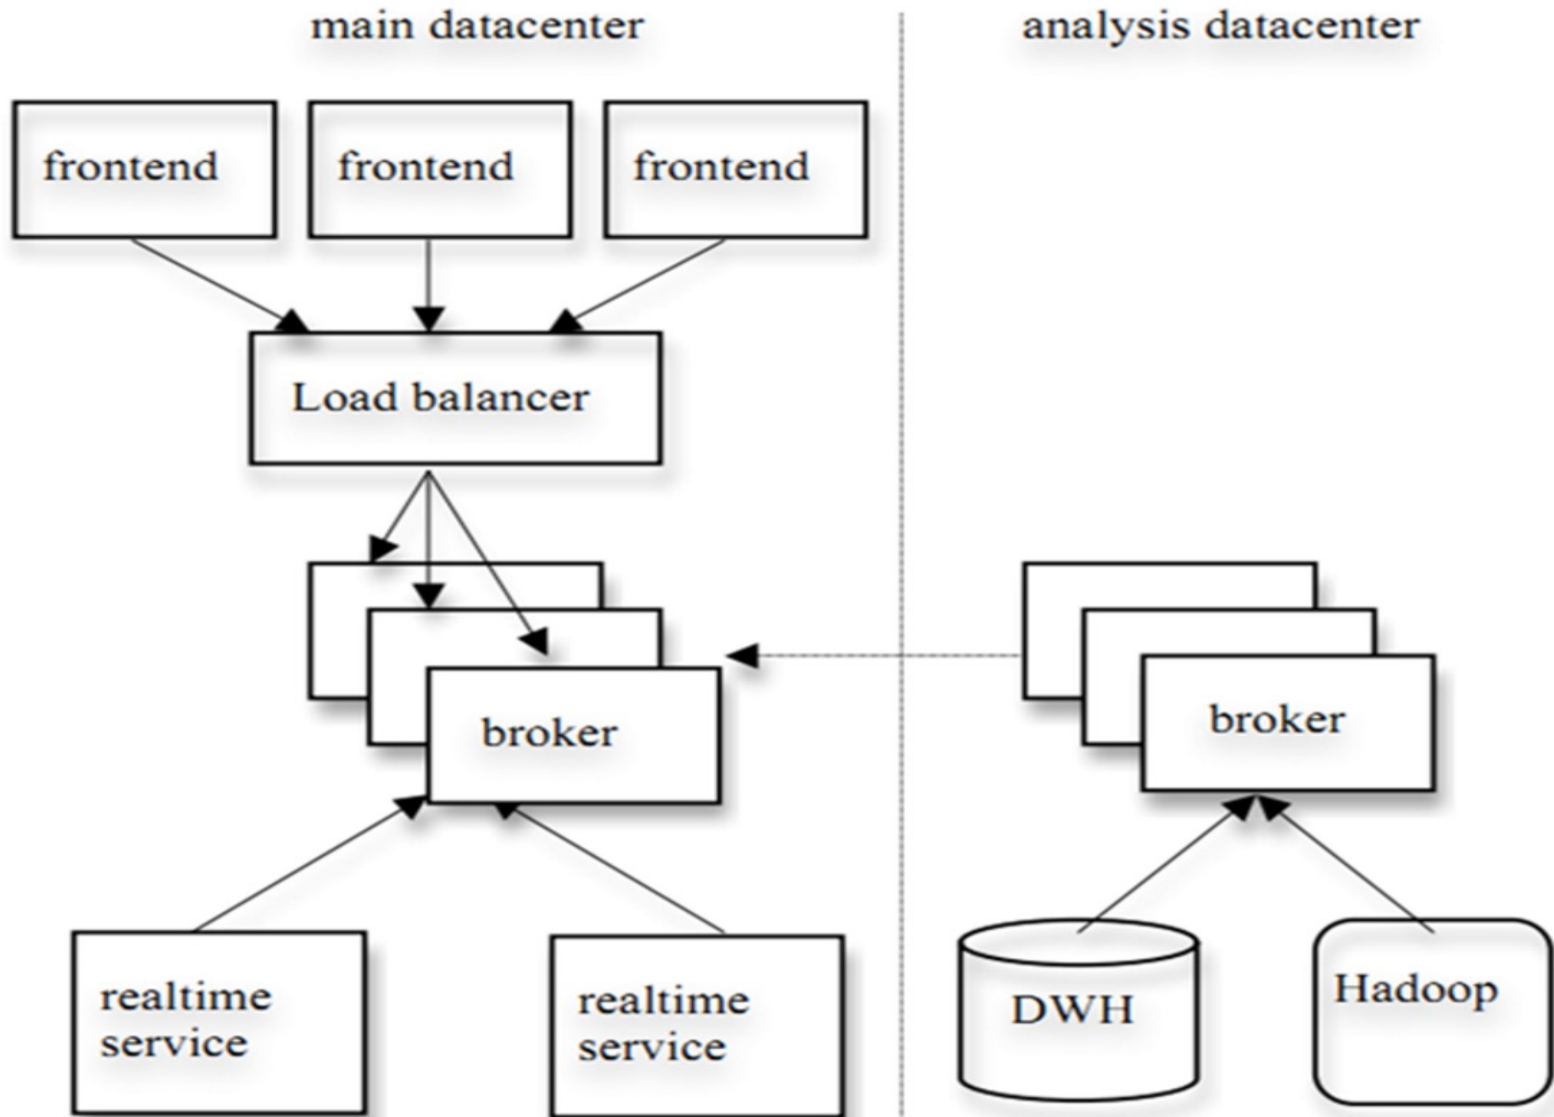 main datacenter
analysis datacenter
frontend
frontend
frontend
Load balancer
broker
broker
realtime
service
realtime
service
DWH
Hadoop